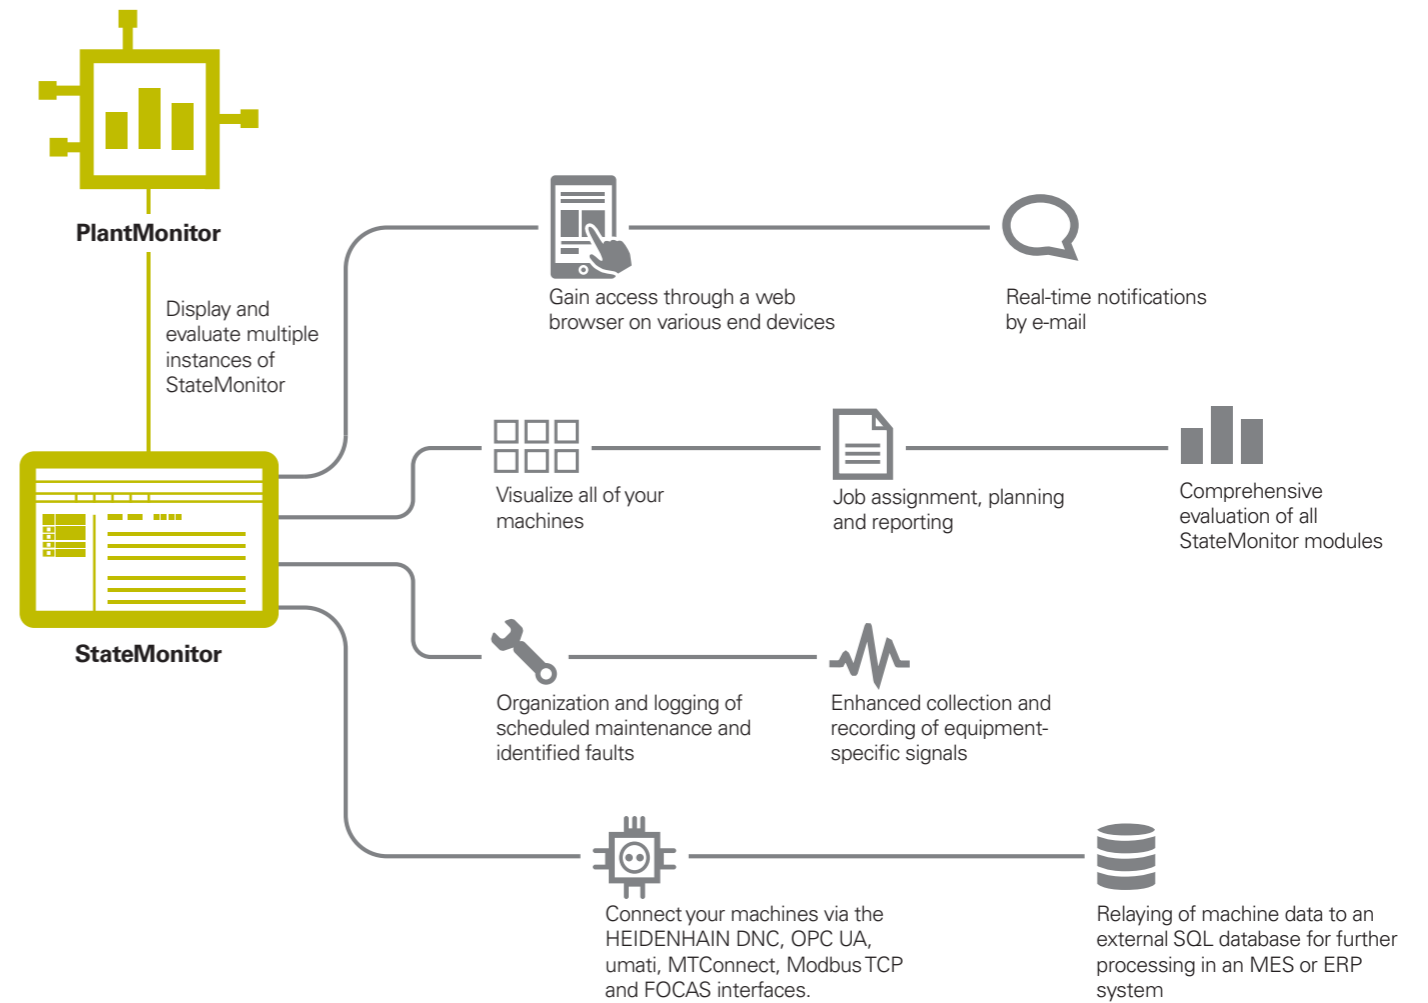 PlantMonitor
Display and
evaluate multiple
instances of
StateMonitor
StateMonitor
Gain access through a web
browser on various end devices
Real-time notifications
by e-mail
Visualize all of your
machines
Job assignment, planning
and reporting
Comprehensive
evaluation of all
StateMonitor modules
Organization and logging of
scheduled maintenance and
identified faults
Enhanced collection and
recording of equipment-
specific signals
Connect your machines via the
HEIDENHAIN DNC, OPC UA,
umati, MTConnect, Modbus TCP
and FOCAS interfaces.
Relaying of machine data to an
external SQL database for further
processing in an MES or ERP
system